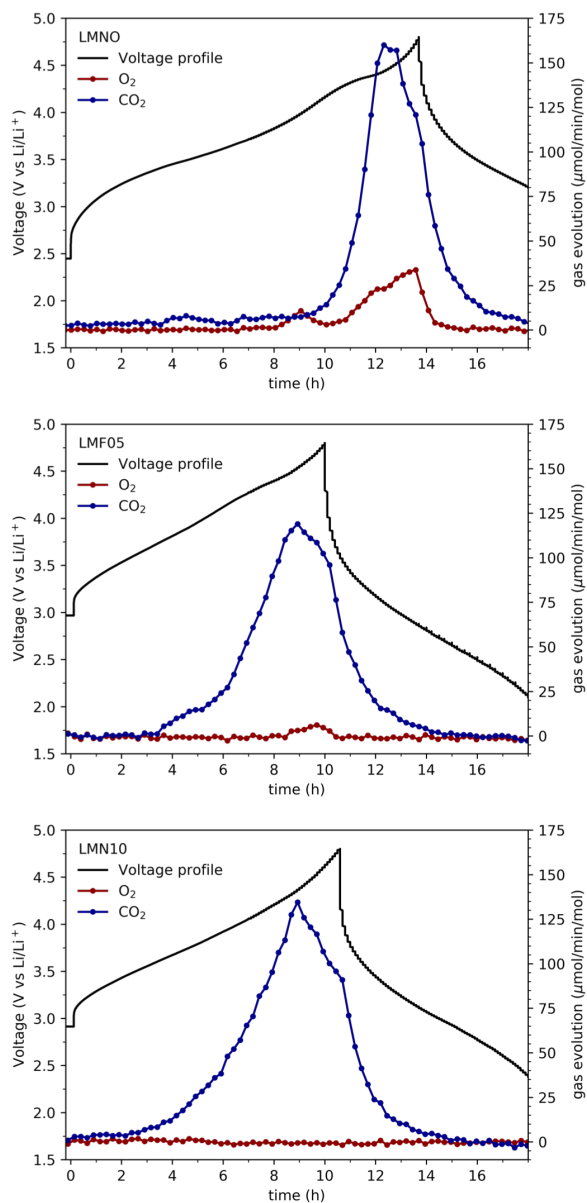 LMNO
Voltage profile
O₂
CO₂
Voltage (V vs Li/Li⁺)
5.0
4.5
4.0
3.5
3.0
2.5
2.0
1.5
175
150
125
100
75
50
25
0
gas evolution (μmol/min/mol)
0 2 4 6 8 10 12 14 16
time (h)
LMF05
Voltage profile
O₂
CO₂
Voltage (V vs Li/Li⁺)
5.0
4.5
4.0
3.5
3.0
2.5
2.0
1.5
175
150
125
100
75
50
25
0
gas evolution (μmol/min/mol)
0 2 4 6 8 10 12 14 16
time (h)
LMN10
Voltage profile
O₂
CO₂
Voltage (V vs Li/Li⁺)
5.0
4.5
4.0
3.5
3.0
2.5
2.0
1.5
175
150
125
100
75
50
25
0
gas evolution (μmol/min/mol)
0 2 4 6 8 10 12 14 16
time (h)